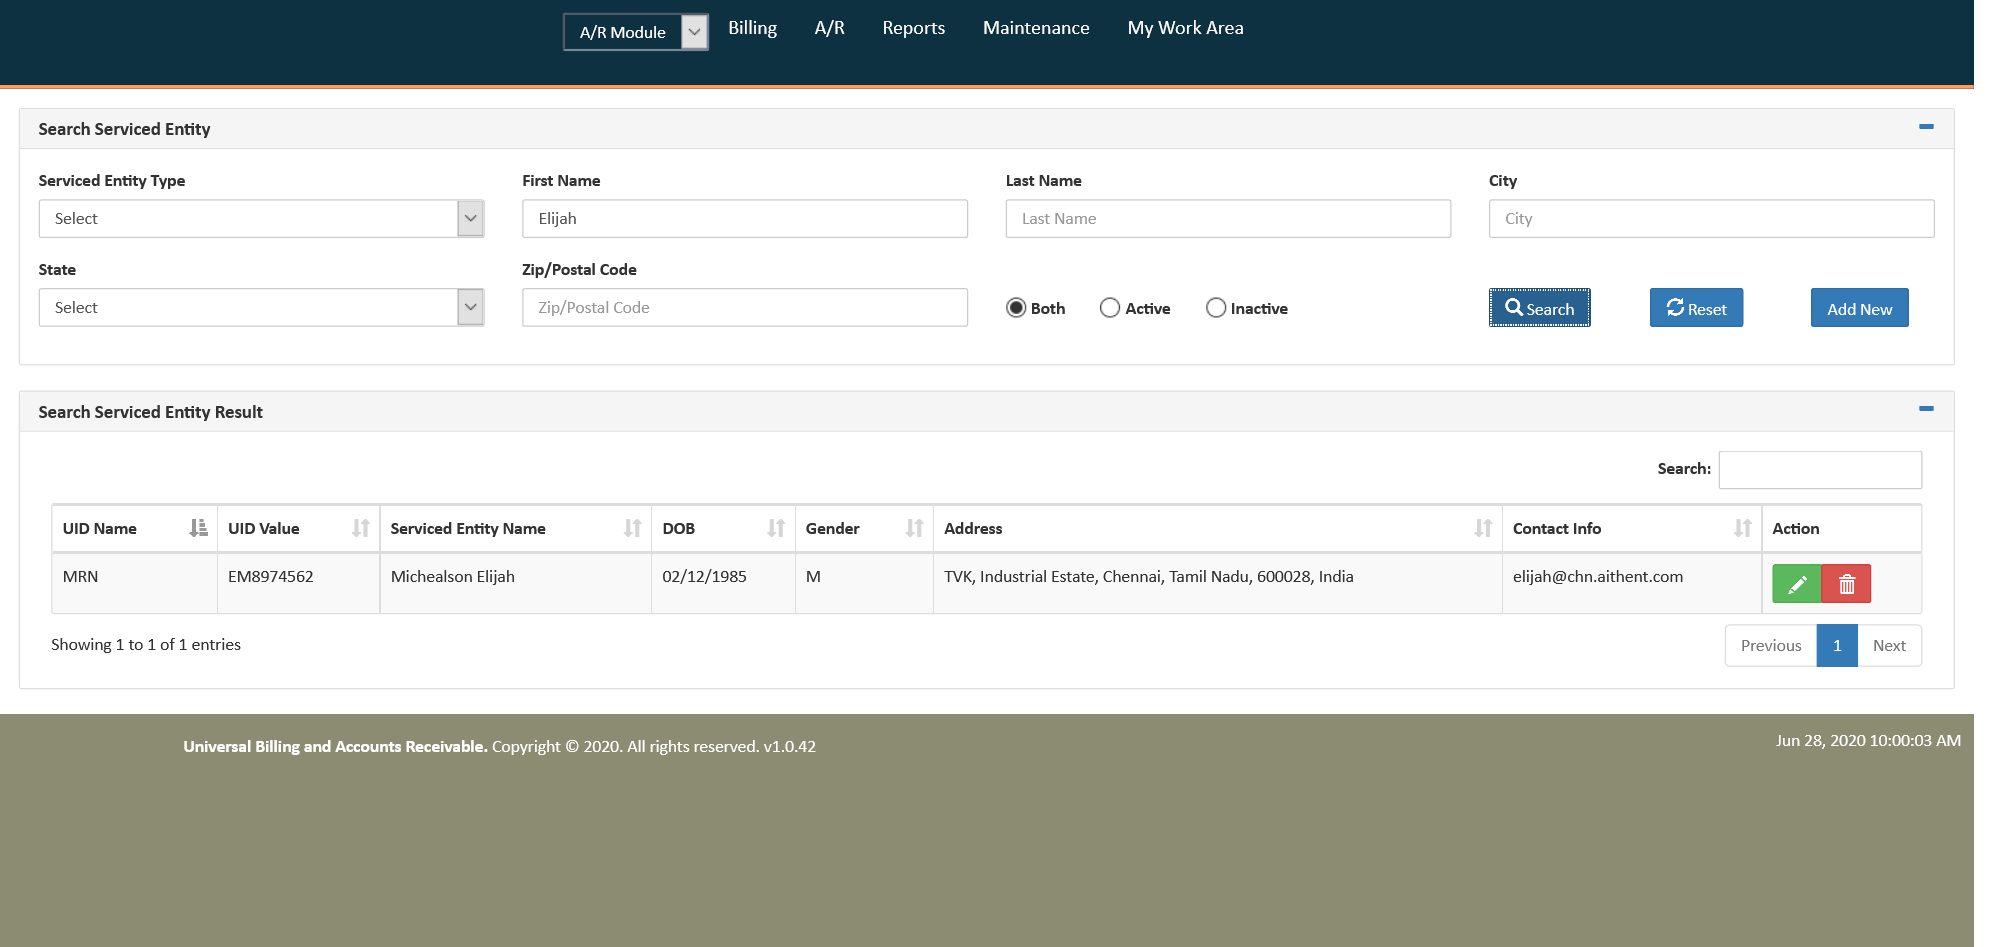 A/R Module Billing A/R Reports Maintenance My Work Area
Search Serviced Entity
Serviced Entity Type First Name Last Name City
Select Elijah Last Name City
State Zip/Postal Code
Select Zip/Postal Code Both Active Inactive Search Reset Add New
Search Serviced Entity Result
Search:
UID Name UID Value Serviced Entity Name DOB Gender Address Contact Info Action
MRN EM8974562 Michealson Elijah 02/12/1985 M TVK, Industrial Estate, Chennai, Tamil Nadu, 600028, India elijah@chn.aithent.com
Showing 1 to 1 of 1 entries Previous 1 Next
Universal Billing and Accounts Receivable. Copyright © 2020. All rights reserved. v1.0.42 Jun 28, 2020 10:00:03 AM